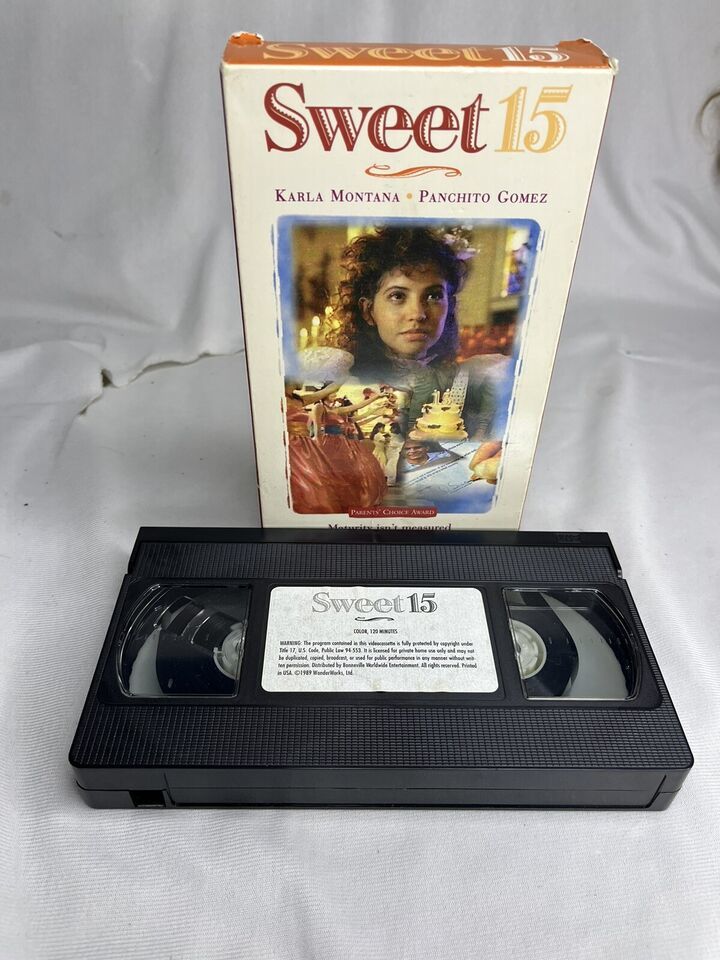 Sweet 15
Sweet 15
KARLA MONTANA • PANCHITO GOMEZ
15
PARENTS' CHOICE AWARD
Maturity isn't measured
VHS
Sweet 15
COLOR, 120 MINUTES
WARNING: The program contained in this videocassette is fully protected by copyright under
Title 17, U.S. Code, Public Law 94-553. It is licensed for private home use only and may not
be duplicated, copied, broadcast, or used for public performance in any manner without writ-
ten permission. Distributed by Bonneville Worldwide Entertainment. All rights reserved. Printed
in USA. ©1989 WonderWorks, Ltd.